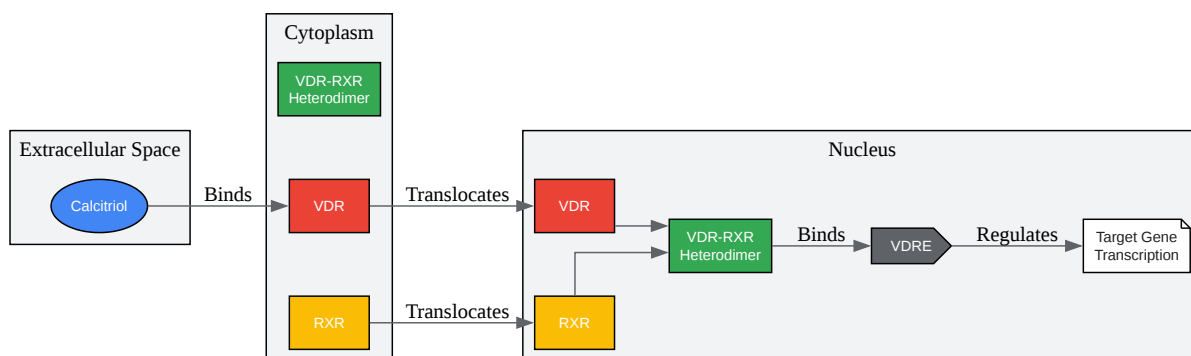 Cytoplasm
VDR-RXR
Heterodimer
Extracellular Space
Nucleus
Calcitriol
Binds
VDR
Translocates
VDR
VDR-RXR
Heterodimer
Binds
VDRE
Regulates
Target Gene
Transcription
RXR
Translocates
RXR